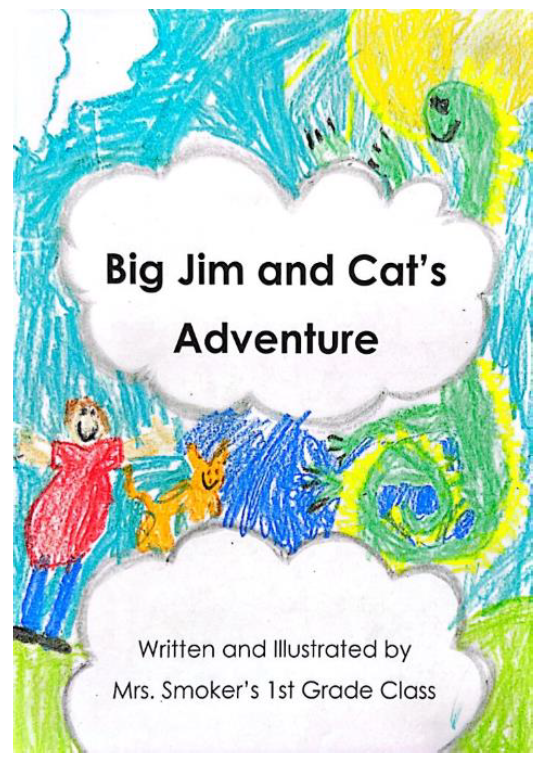 Big Jim and Cat's
Adventure
Written and Illustrated by
Mrs. Smoker's 1st Grade Class